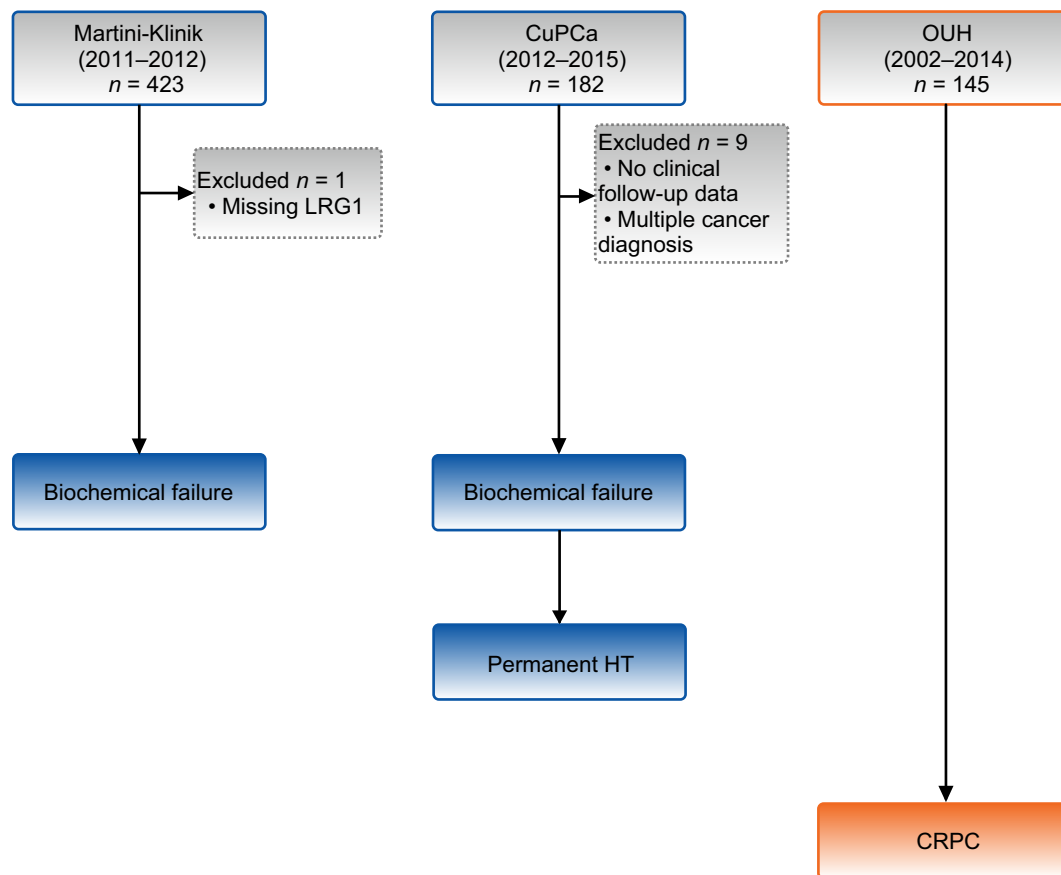 Martini-Klinik
(2011–2012)
n = 423
CuPCa
(2012–2015)
n = 182
OUH
(2002–2014)
n = 145
Excluded n = 1
• Missing LRG1
Excluded n = 9
• No clinical
follow-up data
• Multiple cancer
diagnosis
Biochemical failure
Biochemical failure
Permanent HT
CRPC